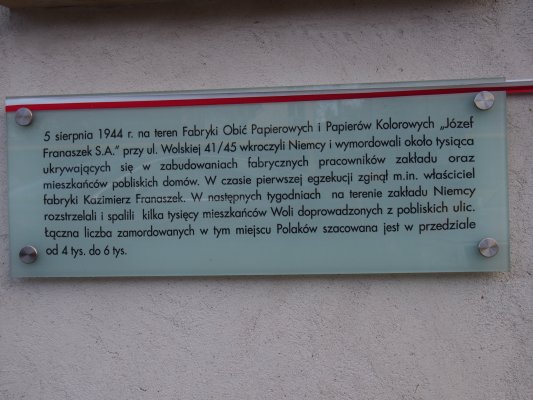 5 sierpnia 1944 r. na teren Fabryki Obić Papierowych i Papierów Kolorowych „Józef
Franaszek S.A.” przy ul. Wolskiej 41/45 wkroczyli Niemcy i wymordowali około tysiąca
ukrywających się w zabudowaniach fabrycznych pracowników zakładu oraz
mieszkańców pobliskich domów. W czasie pierwszej egzekucji zginął m.in. właściciel
fabryki Kazimierz Franaszek. W następnych tygodniach na terenie zakładu Niemcy
rozstrzelali i spalili kilka tysięcy mieszkańców Woli doprowadzonych z pobliskich ulic.
Łączna liczba zamordowanych w tym miejscu Polaków szacowana jest w przedziale
od 4 tys. do 6 tys.